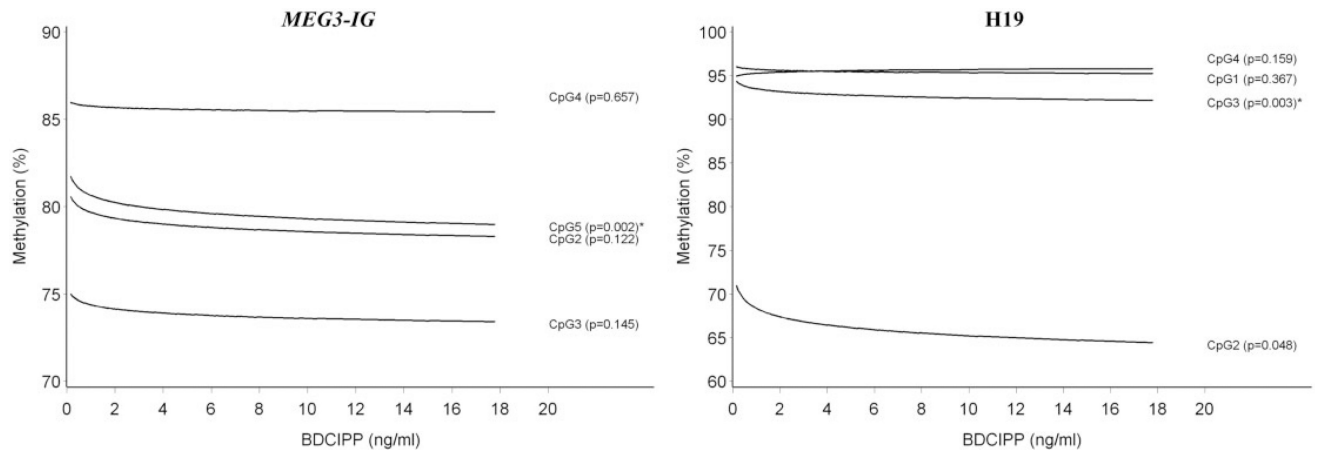 MEG3-IG
90
85
80
75
70
Methylation (%)
CpG4 (p=0.657)
CpG5 (p=0.002)*
CpG2 (p=0.122)
CpG3 (p=0.145)
0 2 4 6 8 10 12 14 16 18 20
BDCIPP (ng/ml)
H19
100
95
90
85
80
75
70
65
60
Methylation (%)
CpG4 (p=0.159)
CpG1 (p=0.367)
CpG3 (p=0.003)*
CpG2 (p=0.048)
0 2 4 6 8 10 12 14 16 18 20
BDCIPP (ng/ml)